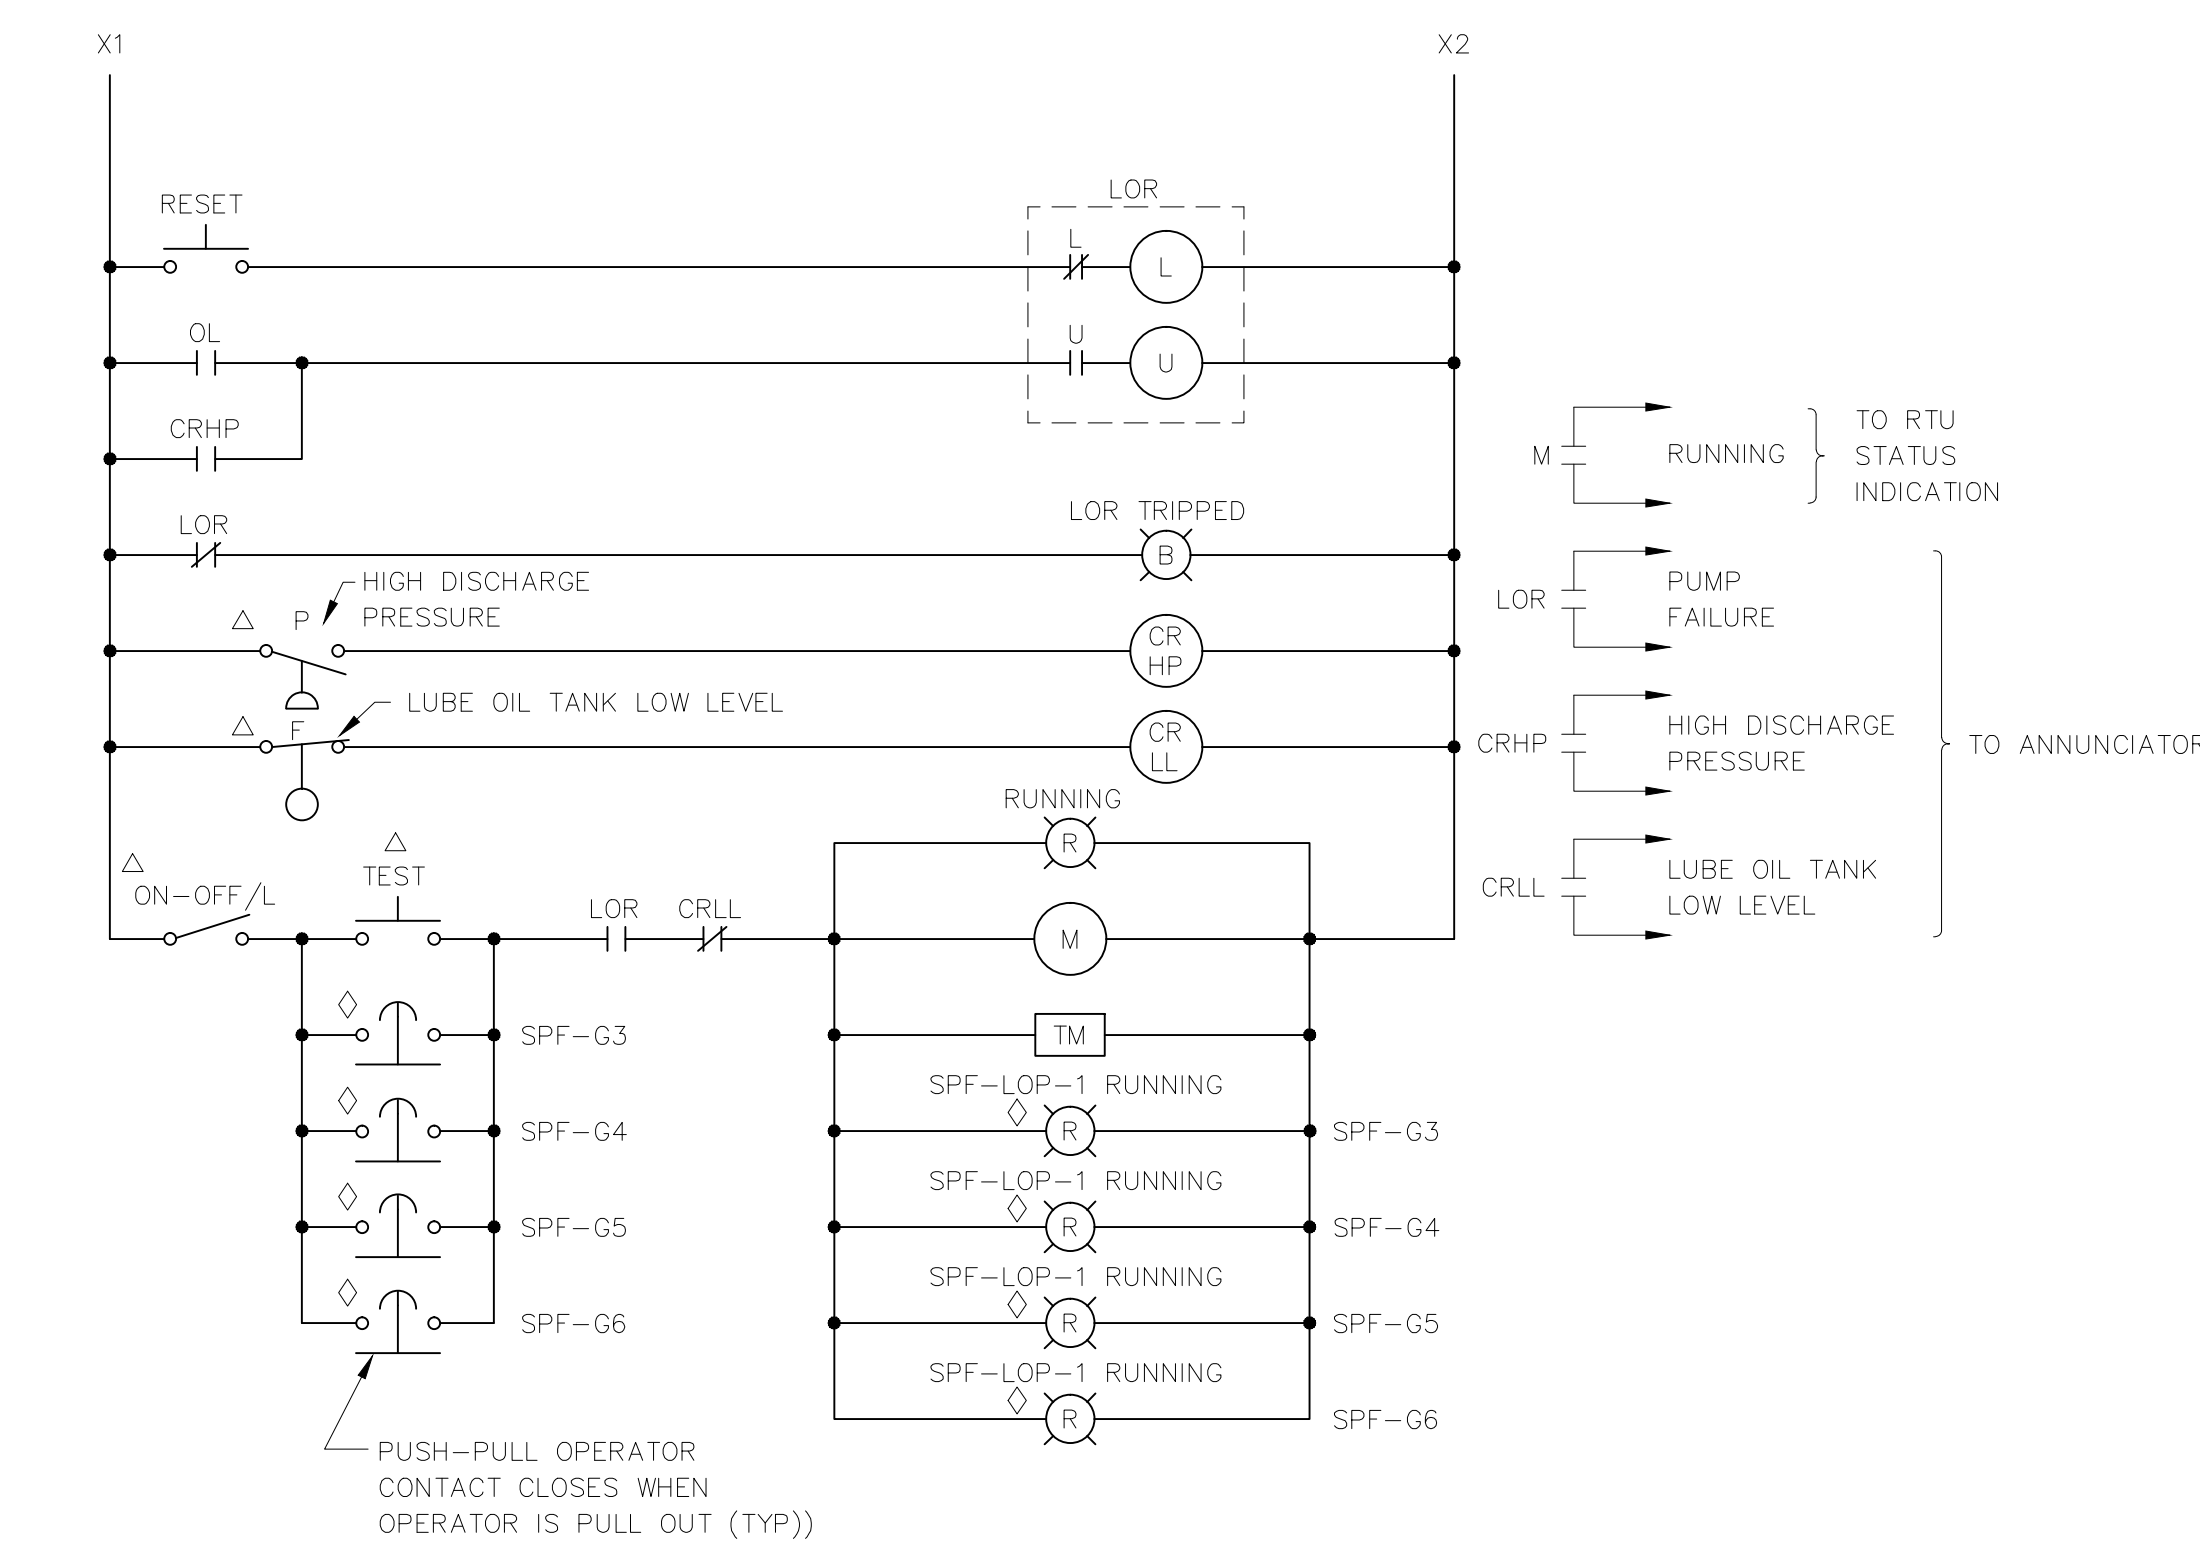 X1
X2
RESET
LOR
L
L
OL
U
U
CRHP
LOR
LOR TRIPPED
B
HIGH DISCHARGE
PRESSURE
P
CR
HP
LUBE OIL TANK LOW LEVEL
F
CR
LL
RUNNING
R
TEST
ON-OFF/L
LOR
CRLL
M
SPF-G3
TM
SPF-LOP-1 RUNNING
SPF-G4
R
SPF-G3
SPF-LOP-1 RUNNING
SPF-G5
R
SPF-G4
SPF-LOP-1 RUNNING
SPF-G6
R
SPF-G5
SPF-LOP-1 RUNNING
R
SPF-G6
PUSH-PULL OPERATOR
CONTACT CLOSES WHEN
OPERATOR IS PULL OUT (TYP))
M
RUNNING
TO RTU
STATUS
INDICATION
LOR
PUMP
FAILURE
CRHP
HIGH DISCHARGE
PRESSURE
TO ANNUNCIATOR
CRLL
LUBE OIL TANK
LOW LEVEL